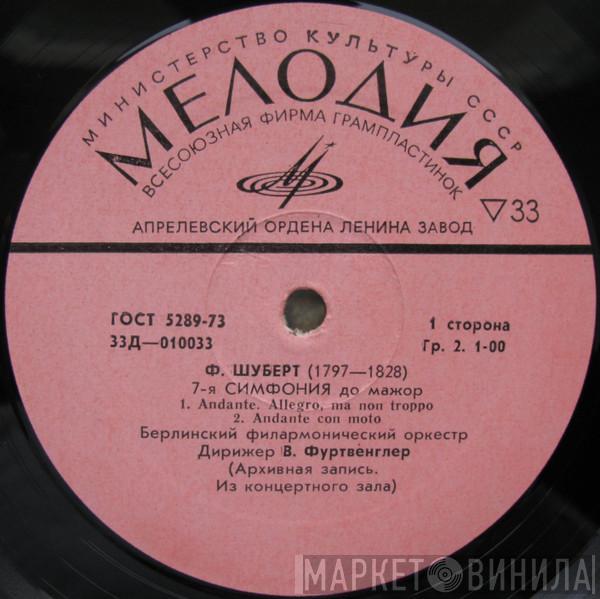 МИНИСТЕРСТВО КУЛЬТУРЫ СССР
МЕЛОДИЯ
ВСЕСОЮЗНАЯ ФИРМА ГРАМПЛАСТИНОК
33
АПРЕЛЕВСКИЙ ОРДЕНА ЛЕНИНА ЗАВОД
ГОСТ 5289-73
33Д—010033
1 сторона
Гр. 2. 1-00
Ф. ШУБЕРТ (1797—1828)
7-я СИМФОНИЯ до мажор
1. Andante. Allegro, ma non troppo
2. Andante con moto
Берлинский филармонический оркестр
Дирижер В. Фуртвенглер
(Архивная запись.
Из концертного зала)
МАРКЕТ ВИНИЛА